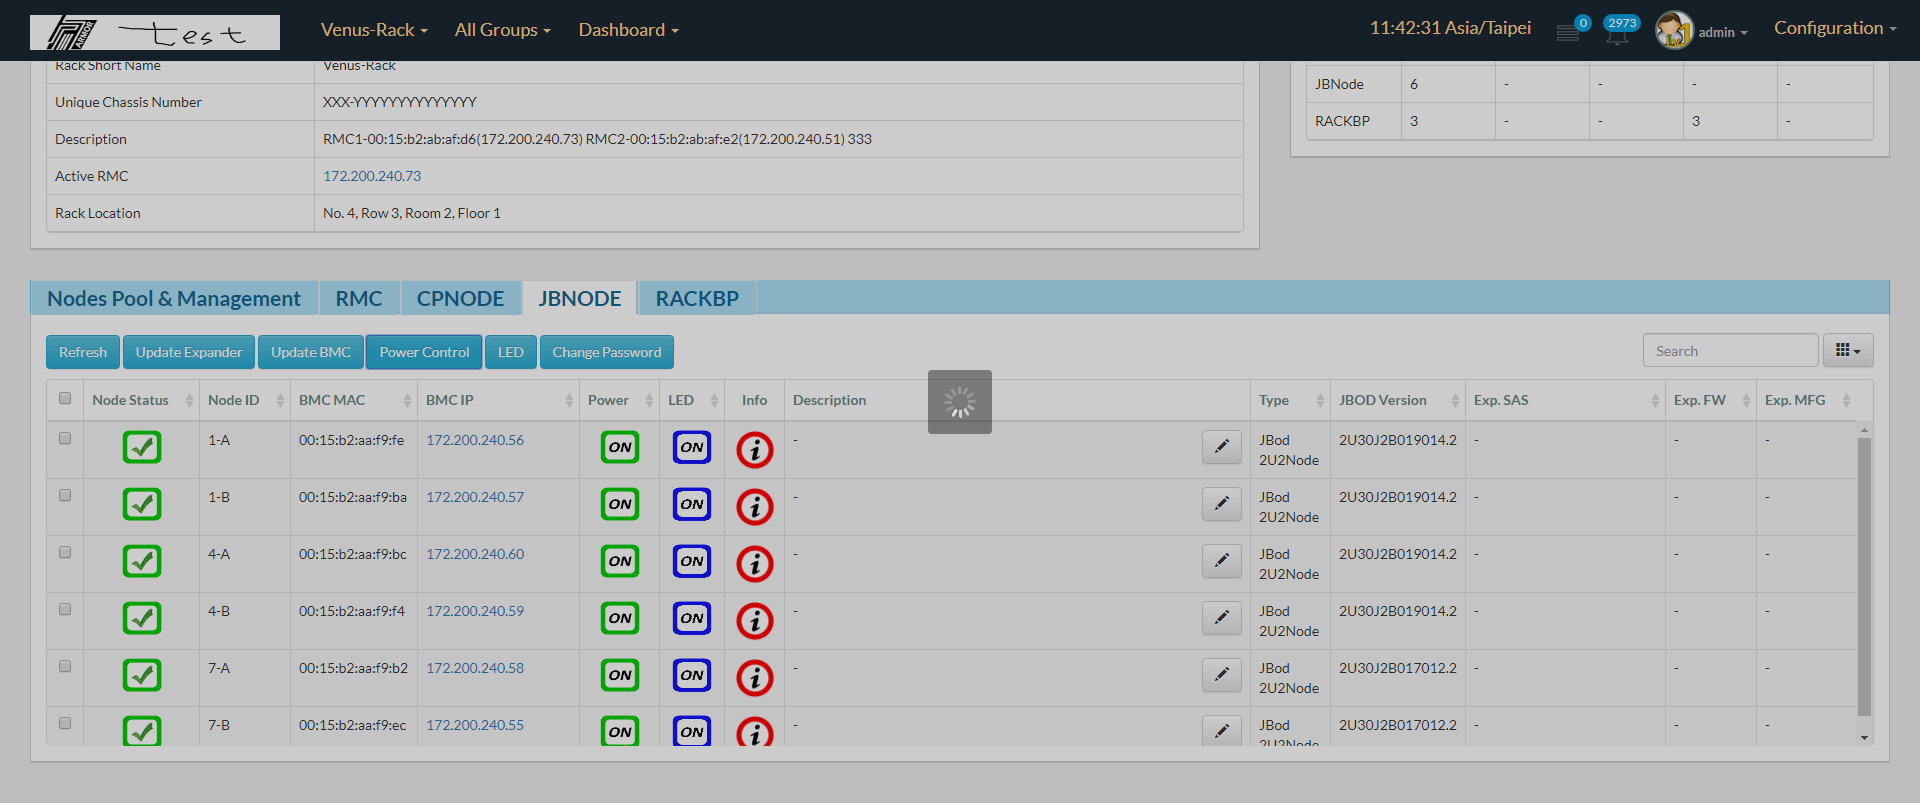 ARMOR test Venus-Rack All Groups Dashboard 11:42:31 Asia/Taipei 0 2973 admin Configuration
Rack Short Name Venus-Rack
Unique Chassis Number XXX-YYYYYYYYYYYYYY
Description RMC1-00:15:b2:ab:af:d6(172.200.240.73) RMC2-00:15:b2:ab:af:e2(172.200.240.51) 333
Active RMC 172.200.240.73
Rack Location No. 4, Row 3, Room 2, Floor 1
JBNode 6 - - - -
RACKBP 3 - - 3 -
Nodes Pool & Management RMC CPNODE JBNODE RACKBP
Refresh Update Expander Update BMC Power Control LED Change Password Search
Node Status Node ID BMC MAC BMC IP Power LED Info Description Type JBOD Version Exp. SAS Exp. FW Exp. MFG
1-A 00:15:b2:aa:f9:fe 172.200.240.56 ON ON i - JBod 2U30J2B019014.2 - - -
2U2Node
1-B 00:15:b2:aa:f9:ba 172.200.240.57 ON ON i - JBod 2U30J2B019014.2 - - -
2U2Node
4-A 00:15:b2:aa:f9:bc 172.200.240.60 ON ON i - JBod 2U30J2B019014.2 - - -
2U2Node
4-B 00:15:b2:aa:f9:f4 172.200.240.59 ON ON i - JBod 2U30J2B019014.2 - - -
2U2Node
7-A 00:15:b2:aa:f9:b2 172.200.240.58 ON ON i - JBod 2U30J2B017012.2 - - -
2U2Node
7-B 00:15:b2:aa:f9:ec 172.200.240.55 ON ON i - JBod 2U30J2B017012.2 - - -
2U2Node